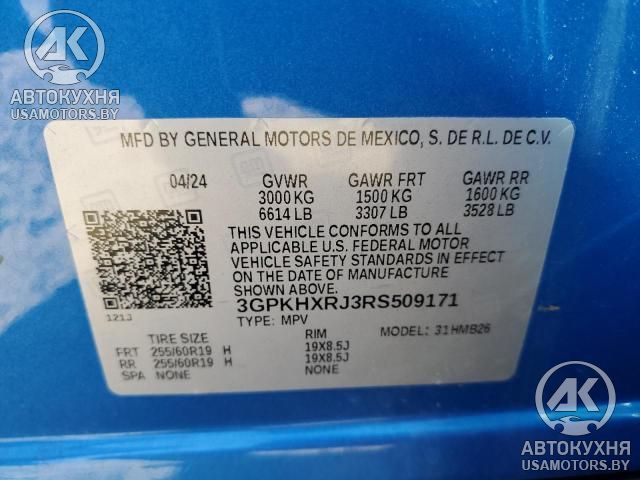 АК
АВТОКУХНЯ
USAMOTORS.BY
MFD BY GENERAL MOTORS DE MEXICO, S. DE R.L. DE C.V.
04/24 GVWR GAWR FRT GAWR RR
3000 KG 1500 KG 1600 KG
6614 LB 3307 LB 3528 LB
THIS VEHICLE CONFORMS TO ALL
APPLICABLE U.S. FEDERAL MOTOR
VEHICLE SAFETY STANDARDS IN EFFECT
ON THE DATE OF MANUFACTURE
SHOWN ABOVE.
121J 3GPKHXRJ3RS509171
TYPE: MPV MODEL: 31HMB26
TIRE SIZE RIM
FRT 255/60R19 H 19X8.5J
RR 255/60R19 H 19X8.5J
SPA NONE NONE
АК
АВТОКУХНЯ
USAMOTORS.BY